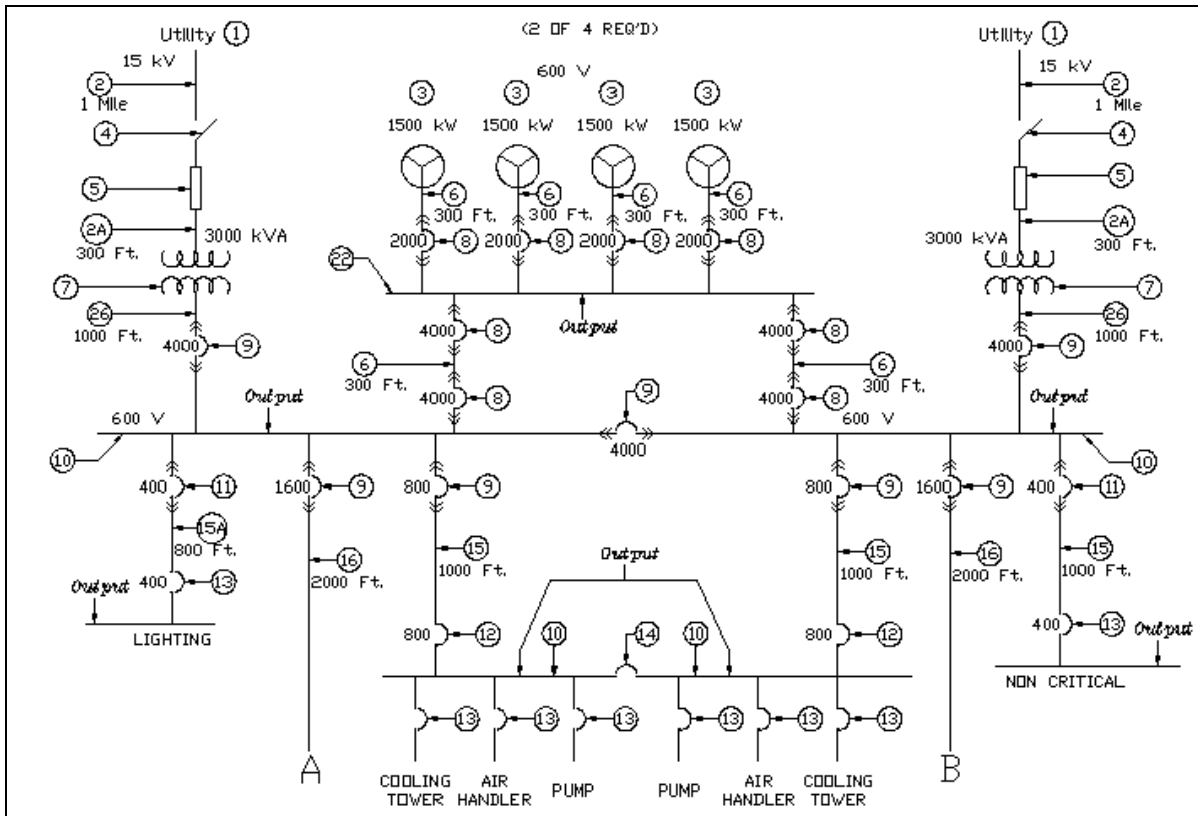 Utility 1
(2 OF 4 REQ'D)
Utility 1
15 kV
600 V
15 kV
2
3
3
3
3
2
1 Mile
1 Mile
4
1500 kW
1500 kW
1500 kW
1500 kW
4
5
5
6
6
6
6
300 Ft.
300 Ft.
300 Ft.
300 Ft.
2A
3000 kVA
2000
8
2000
8
2000
8
2000
8
3000 kVA
2A
300 Ft.
300 Ft.
22
7
7
26
Output
26
1000 Ft.
4000
8
4000
8
1000 Ft.
4000
9
4000
9
6
6
300 Ft.
300 Ft.
Output
4000
8
9
4000
8
Output
600 V
600 V
10
4000
10
400
11
1600
9
800
9
800
9
1600
9
400
11
15A
800 Ft.
16
15
Output
15
16
15
2000 Ft.
1000 Ft.
1000 Ft.
2000 Ft.
1000 Ft.
Output
400
13
800
12
10
14
10
800
12
400
13
Output
LIGHTING
NON CRITICAL
13
13
13
13
13
13
A
B
COOLING TOWER
AIR HANDLER
PUMP
PUMP
AIR HANDLER
COOLING TOWER